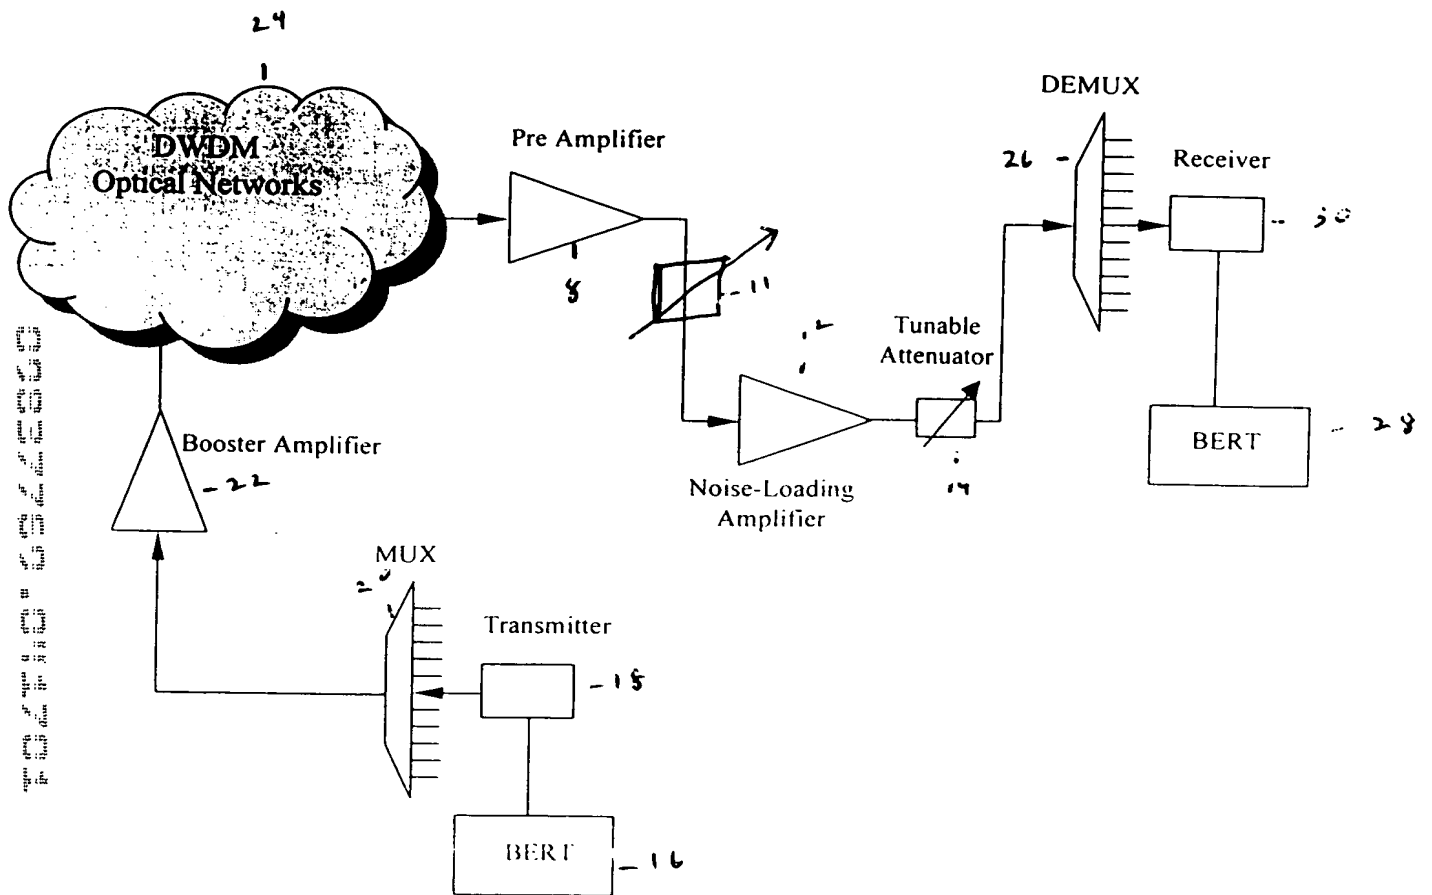 24
DWDM
Optical Networks
Pre Amplifier
8
11
DEMUX
26
Receiver
30
Tunable
Attenuator
12
14
Noise-Loading
Amplifier
BERT
28
Booster Amplifier
22
MUX
20
Transmitter
18
BERT
16